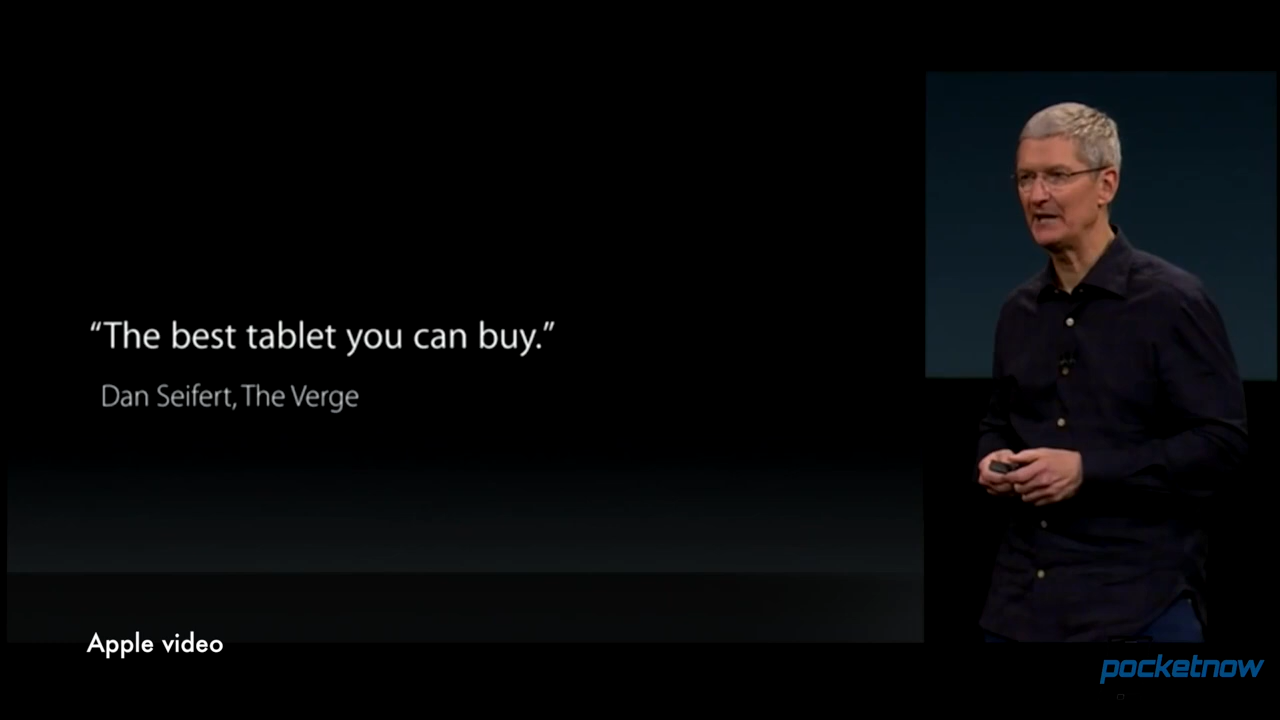 “The best tablet you can buy.”
Dan Seifert, The Verge
Apple video
pocketnow